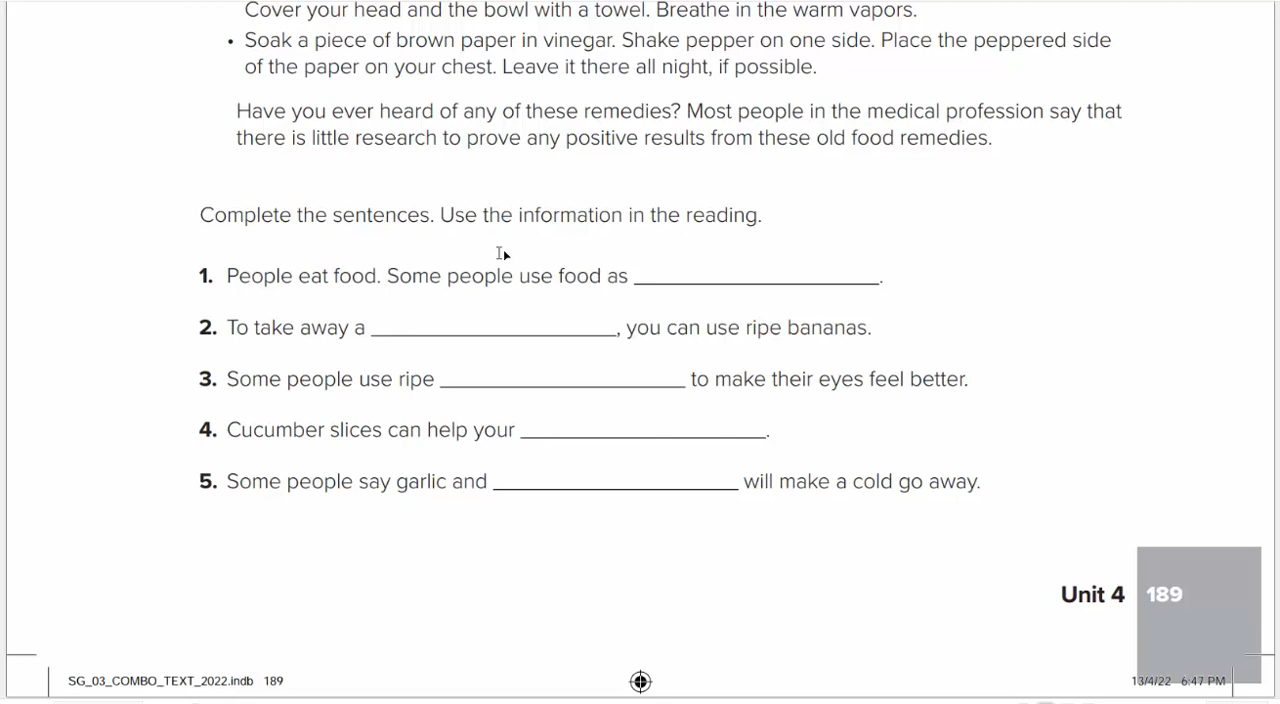 Cover your head and the bowl with a towel. Breathe in the warm vapors.
• Soak a piece of brown paper in vinegar. Shake pepper on one side. Place the peppered side
of the paper on your chest. Leave it there all night, if possible.
Have you ever heard of any of these remedies? Most people in the medical profession say that
there is little research to prove any positive results from these old food remedies.
Complete the sentences. Use the information in the reading.
1. People eat food. Some people use food as ______________________.
2. To take away a ______________________, you can use ripe bananas.
3. Some people use ripe ______________________ to make their eyes feel better.
4. Cucumber slices can help your ______________________.
5. Some people say garlic and ______________________ will make a cold go away.
Unit 4 189
SG_03_COMBO_TEXT_2022.indb 189 13/4/22 6:47 PM